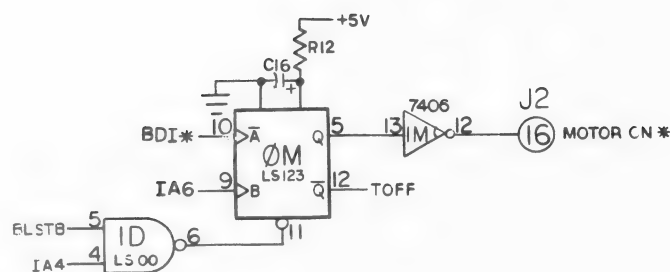 +5V
R12
C16
+
7406
J2
10
BDI*
A
Q
5
13
1M
12
16
MOTOR CN *
ØM
LS123
IA6
9
B
Q
12
TOFF
11
BLSTB
5
1D
6
IA4
4
LS00